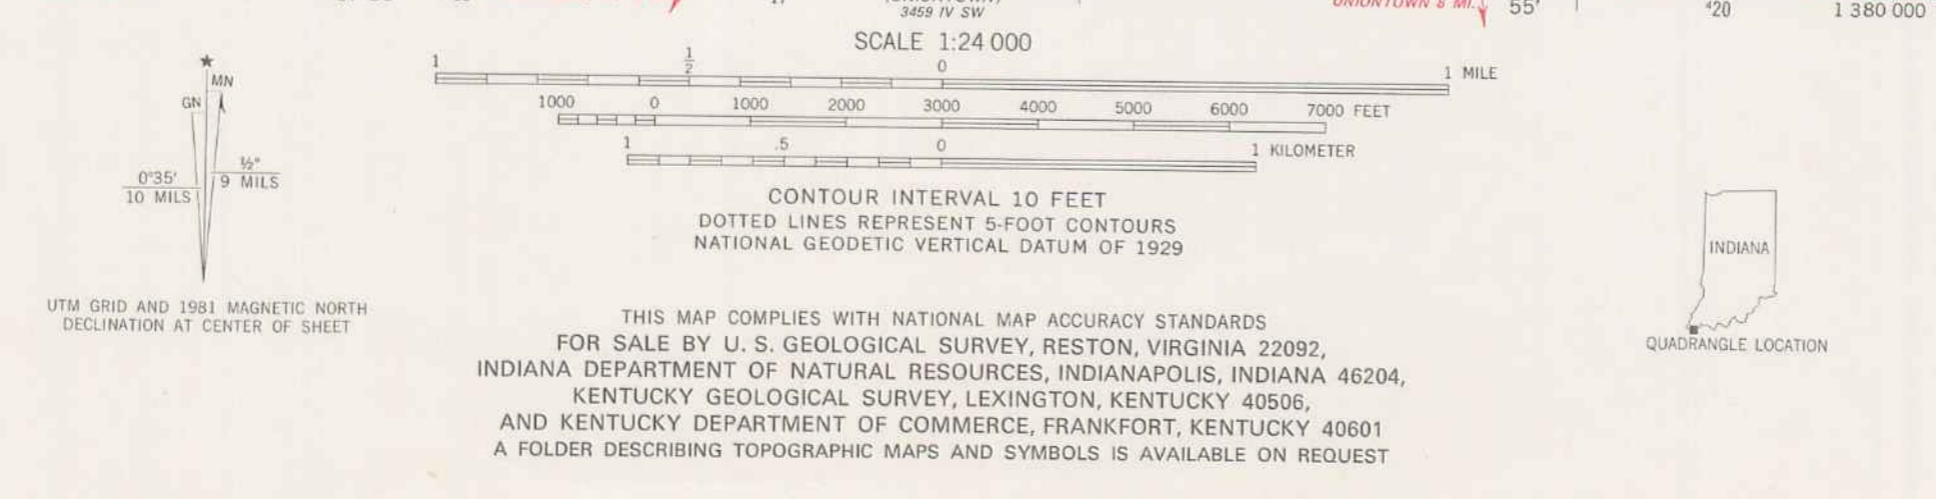 3459 IV SW
UNIONTOWN 8 MI.
55'
420
1 380 000
SCALE 1:24 000
1 ½ 0 1 MILE
1000 0 1000 2000 3000 4000 5000 6000 7000 FEET
1 .5 0 1 KILOMETER
CONTOUR INTERVAL 10 FEET
DOTTED LINES REPRESENT 5-FOOT CONTOURS
NATIONAL GEODETIC VERTICAL DATUM OF 1929
★
MN
GN
0°35'
10 MILS
½°
9 MILS
UTM GRID AND 1981 MAGNETIC NORTH
DECLINATION AT CENTER OF SHEET
THIS MAP COMPLIES WITH NATIONAL MAP ACCURACY STANDARDS
FOR SALE BY U. S. GEOLOGICAL SURVEY, RESTON, VIRGINIA 22092,
INDIANA DEPARTMENT OF NATURAL RESOURCES, INDIANAPOLIS, INDIANA 46204,
KENTUCKY GEOLOGICAL SURVEY, LEXINGTON, KENTUCKY 40506,
AND KENTUCKY DEPARTMENT OF COMMERCE, FRANKFORT, KENTUCKY 40601
A FOLDER DESCRIBING TOPOGRAPHIC MAPS AND SYMBOLS IS AVAILABLE ON REQUEST
INDIANA
QUADRANGLE LOCATION